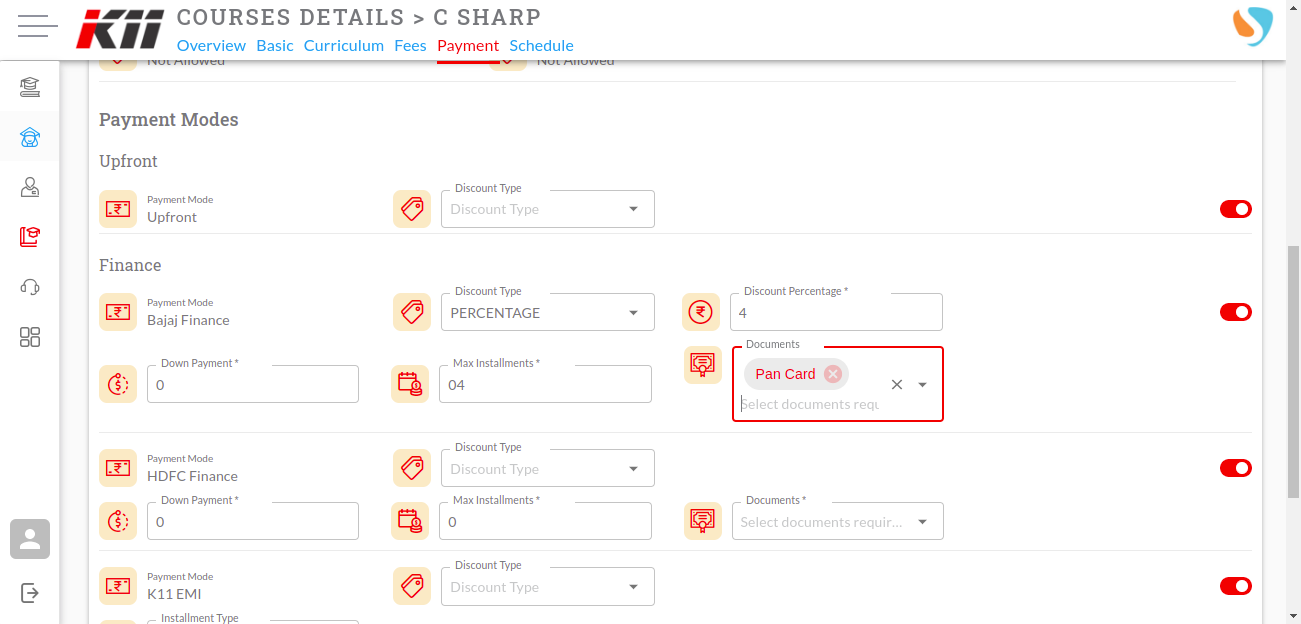 K11
COURSES DETAILS > C SHARP
Overview Basic Curriculum Fees Payment Schedule
Not Allowed Not Allowed
Payment Modes
Upfront
Payment Mode
Upfront
Discount Type
Discount Type
Finance
Payment Mode
Bajaj Finance
Discount Type
PERCENTAGE
Discount Percentage *
4
Down Payment *
0
Max Installments *
04
Documents
Pan Card
Select documents requ
Payment Mode
HDFC Finance
Discount Type
Discount Type
Down Payment *
0
Max Installments *
0
Documents *
Select documents requir...
Payment Mode
K11 EMI
Discount Type
Discount Type
Installment Type